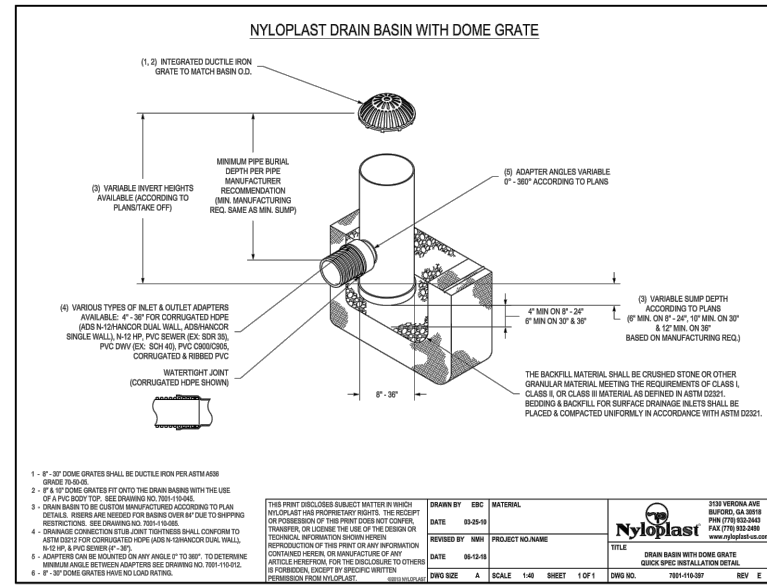 NYLOPLAST DRAIN BASIN WITH DOME GRATE
(1, 2) INTEGRATED DUCTILE IRON
GRATE TO MATCH BASIN O.D.
MINIMUM PIPE BURIAL
DEPTH PER PIPE
MANUFACTURER
RECOMMENDATION
(MIN. MANUFACTURING
REQ. SAME AS MIN. SUMP)
(3) VARIABLE INVERT HEIGHTS
AVAILABLE (ACCORDING TO
PLANS/TAKE OFF)
(5) ADAPTER ANGLES VARIABLE
0° - 360° ACCORDING TO PLANS
(4) VARIOUS TYPES OF INLET & OUTLET ADAPTERS
AVAILABLE: 4" - 36" FOR CORRUGATED HDPE
(ADS N-12/HANCOR DUAL WALL, ADS/HANCOR
SINGLE WALL), N-12 HP, PVC SEWER (EX: SDR 35),
PVC DWV (EX: SCH 40), PVC C900/C905,
CORRUGATED & RIBBED PVC
WATERTIGHT JOINT
(CORRUGATED HDPE SHOWN)
8" - 36"
4" MIN ON 8" - 24"
6" MIN ON 30" & 36"
(3) VARIABLE SUMP DEPTH
ACCORDING TO PLANS
(6" MIN. ON 8" - 24", 10" MIN. ON 30"
& 12" MIN. ON 36"
BASED ON MANUFACTURING REQ.)
THE BACKFILL MATERIAL SHALL BE CRUSHED STONE OR OTHER
GRANULAR MATERIAL MEETING THE REQUIREMENTS OF CLASS I,
CLASS II, OR CLASS III MATERIAL AS DEFINED IN ASTM D2321.
BEDDING & BACKFILL FOR SURFACE DRAINAGE INLETS SHALL BE
PLACED & COMPACTED UNIFORMLY IN ACCORDANCE WITH ASTM D2321.
1 - 8" - 30" DOME GRATES SHALL BE DUCTILE IRON PER ASTM A536
GRADE 70-50-05.
2 - 8" & 10" DOME GRATES FIT ONTO THE DRAIN BASINS WITH THE USE
OF A PVC BODY TOP. SEE DRAWING NO. 7001-110-045.
3 - DRAIN BASIN TO BE CUSTOM MANUFACTURED ACCORDING TO PLAN
DETAILS. RISERS ARE NEEDED FOR BASINS OVER 84" DUE TO SHIPPING
RESTRICTIONS. SEE DRAWING NO. 7001-110-065.
4 - DRAINAGE CONNECTION STUB JOINT TIGHTNESS SHALL CONFORM TO
ASTM D3212 FOR CORRUGATED HDPE (ADS N-12/HANCOR DUAL WALL),
N-12 HP, & PVC SEWER (4" - 36").
5 - ADAPTERS CAN BE MOUNTED ON ANY ANGLE 0° TO 360°. TO DETERMINE
MINIMUM ANGLE BETWEEN ADAPTERS SEE DRAWING NO. 7001-110-012.
6 - 8" - 30" DOME GRATES HAVE NO LOAD RATING.
THIS PRINT DISCLOSES SUBJECT MATTER IN WHICH
NYLOPLAST HAS PROPRIETARY RIGHTS. THE RECEIPT
OR POSSESSION OF THIS PRINT DOES NOT CONFER,
TRANSFER, OR LICENSE THE USE OF THE DESIGN OR
TECHNICAL INFORMATION SHOWN HEREIN
REPRODUCTION OF THIS PRINT OR ANY INFORMATION
CONTAINED HEREIN, OR MANUFACTURE OF ANY
ARTICLE HEREFROM, FOR THE DISCLOSURE TO OTHERS
IS FORBIDDEN, EXCEPT BY SPECIFIC WRITTEN
PERMISSION FROM NYLOPLAST. ©2013 NYLOPLAST
DRAWN BY EBC MATERIAL
DATE 03-25-10
REVISED BY NMH PROJECT NO./NAME
DATE 06-12-18
DWG SIZE A SCALE 1:40 SHEET 1 OF 1
Nyloplast
3130 VERONA AVE
BUFORD, GA 30518
PHN (770) 932-2443
FAX (770) 932-2490
www.nyloplast-us.com
TITLE
DRAIN BASIN WITH DOME GRATE
QUICK SPEC INSTALLATION DETAIL
DWG NO. 7001-110-397 REV E